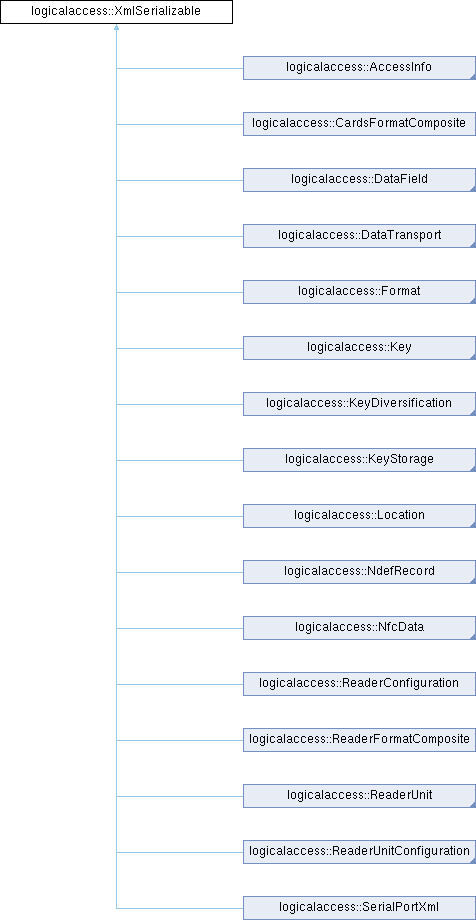 logicalaccess::XmlSerializable
logicalaccess::AccessInfo
logicalaccess::CardsFormatComposite
logicalaccess::DataField
logicalaccess::DataTransport
logicalaccess::Format
logicalaccess::Key
logicalaccess::KeyDiversification
logicalaccess::KeyStorage
logicalaccess::Location
logicalaccess::NdefRecord
logicalaccess::NfcData
logicalaccess::ReaderConfiguration
logicalaccess::ReaderFormatComposite
logicalaccess::ReaderUnit
logicalaccess::ReaderUnitConfiguration
logicalaccess::SerialPortXml